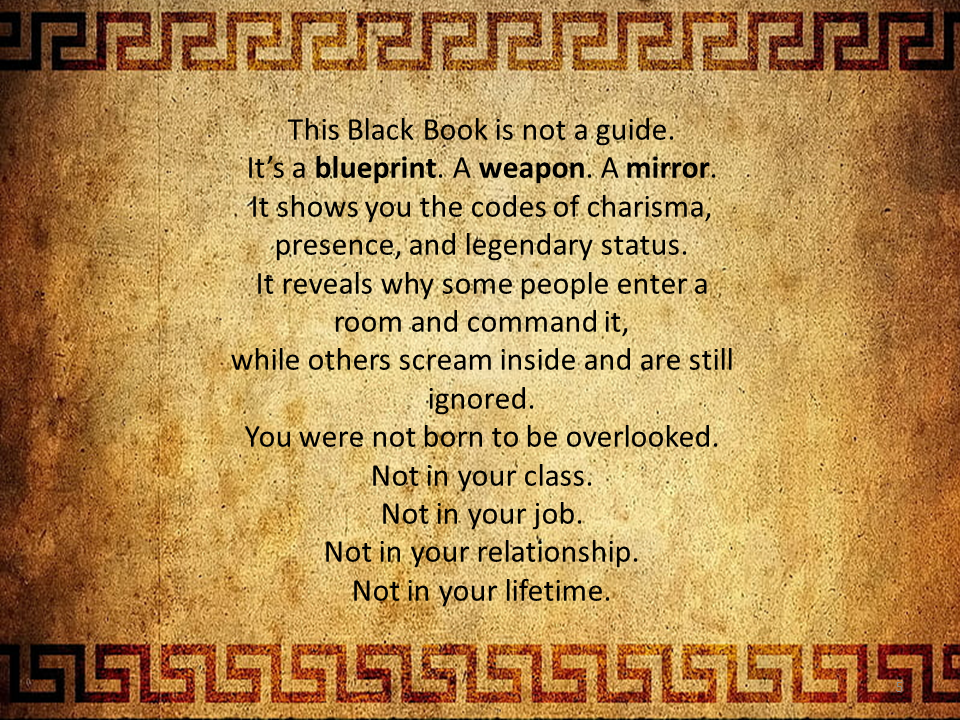 This Black Book is not a guide.
It’s a blueprint. A weapon. A mirror.
It shows you the codes of charisma,
presence, and legendary status.
It reveals why some people enter a
room and command it,
while others scream inside and are still
ignored.
You were not born to be overlooked.
Not in your class.
Not in your job.
Not in your relationship.
Not in your lifetime.